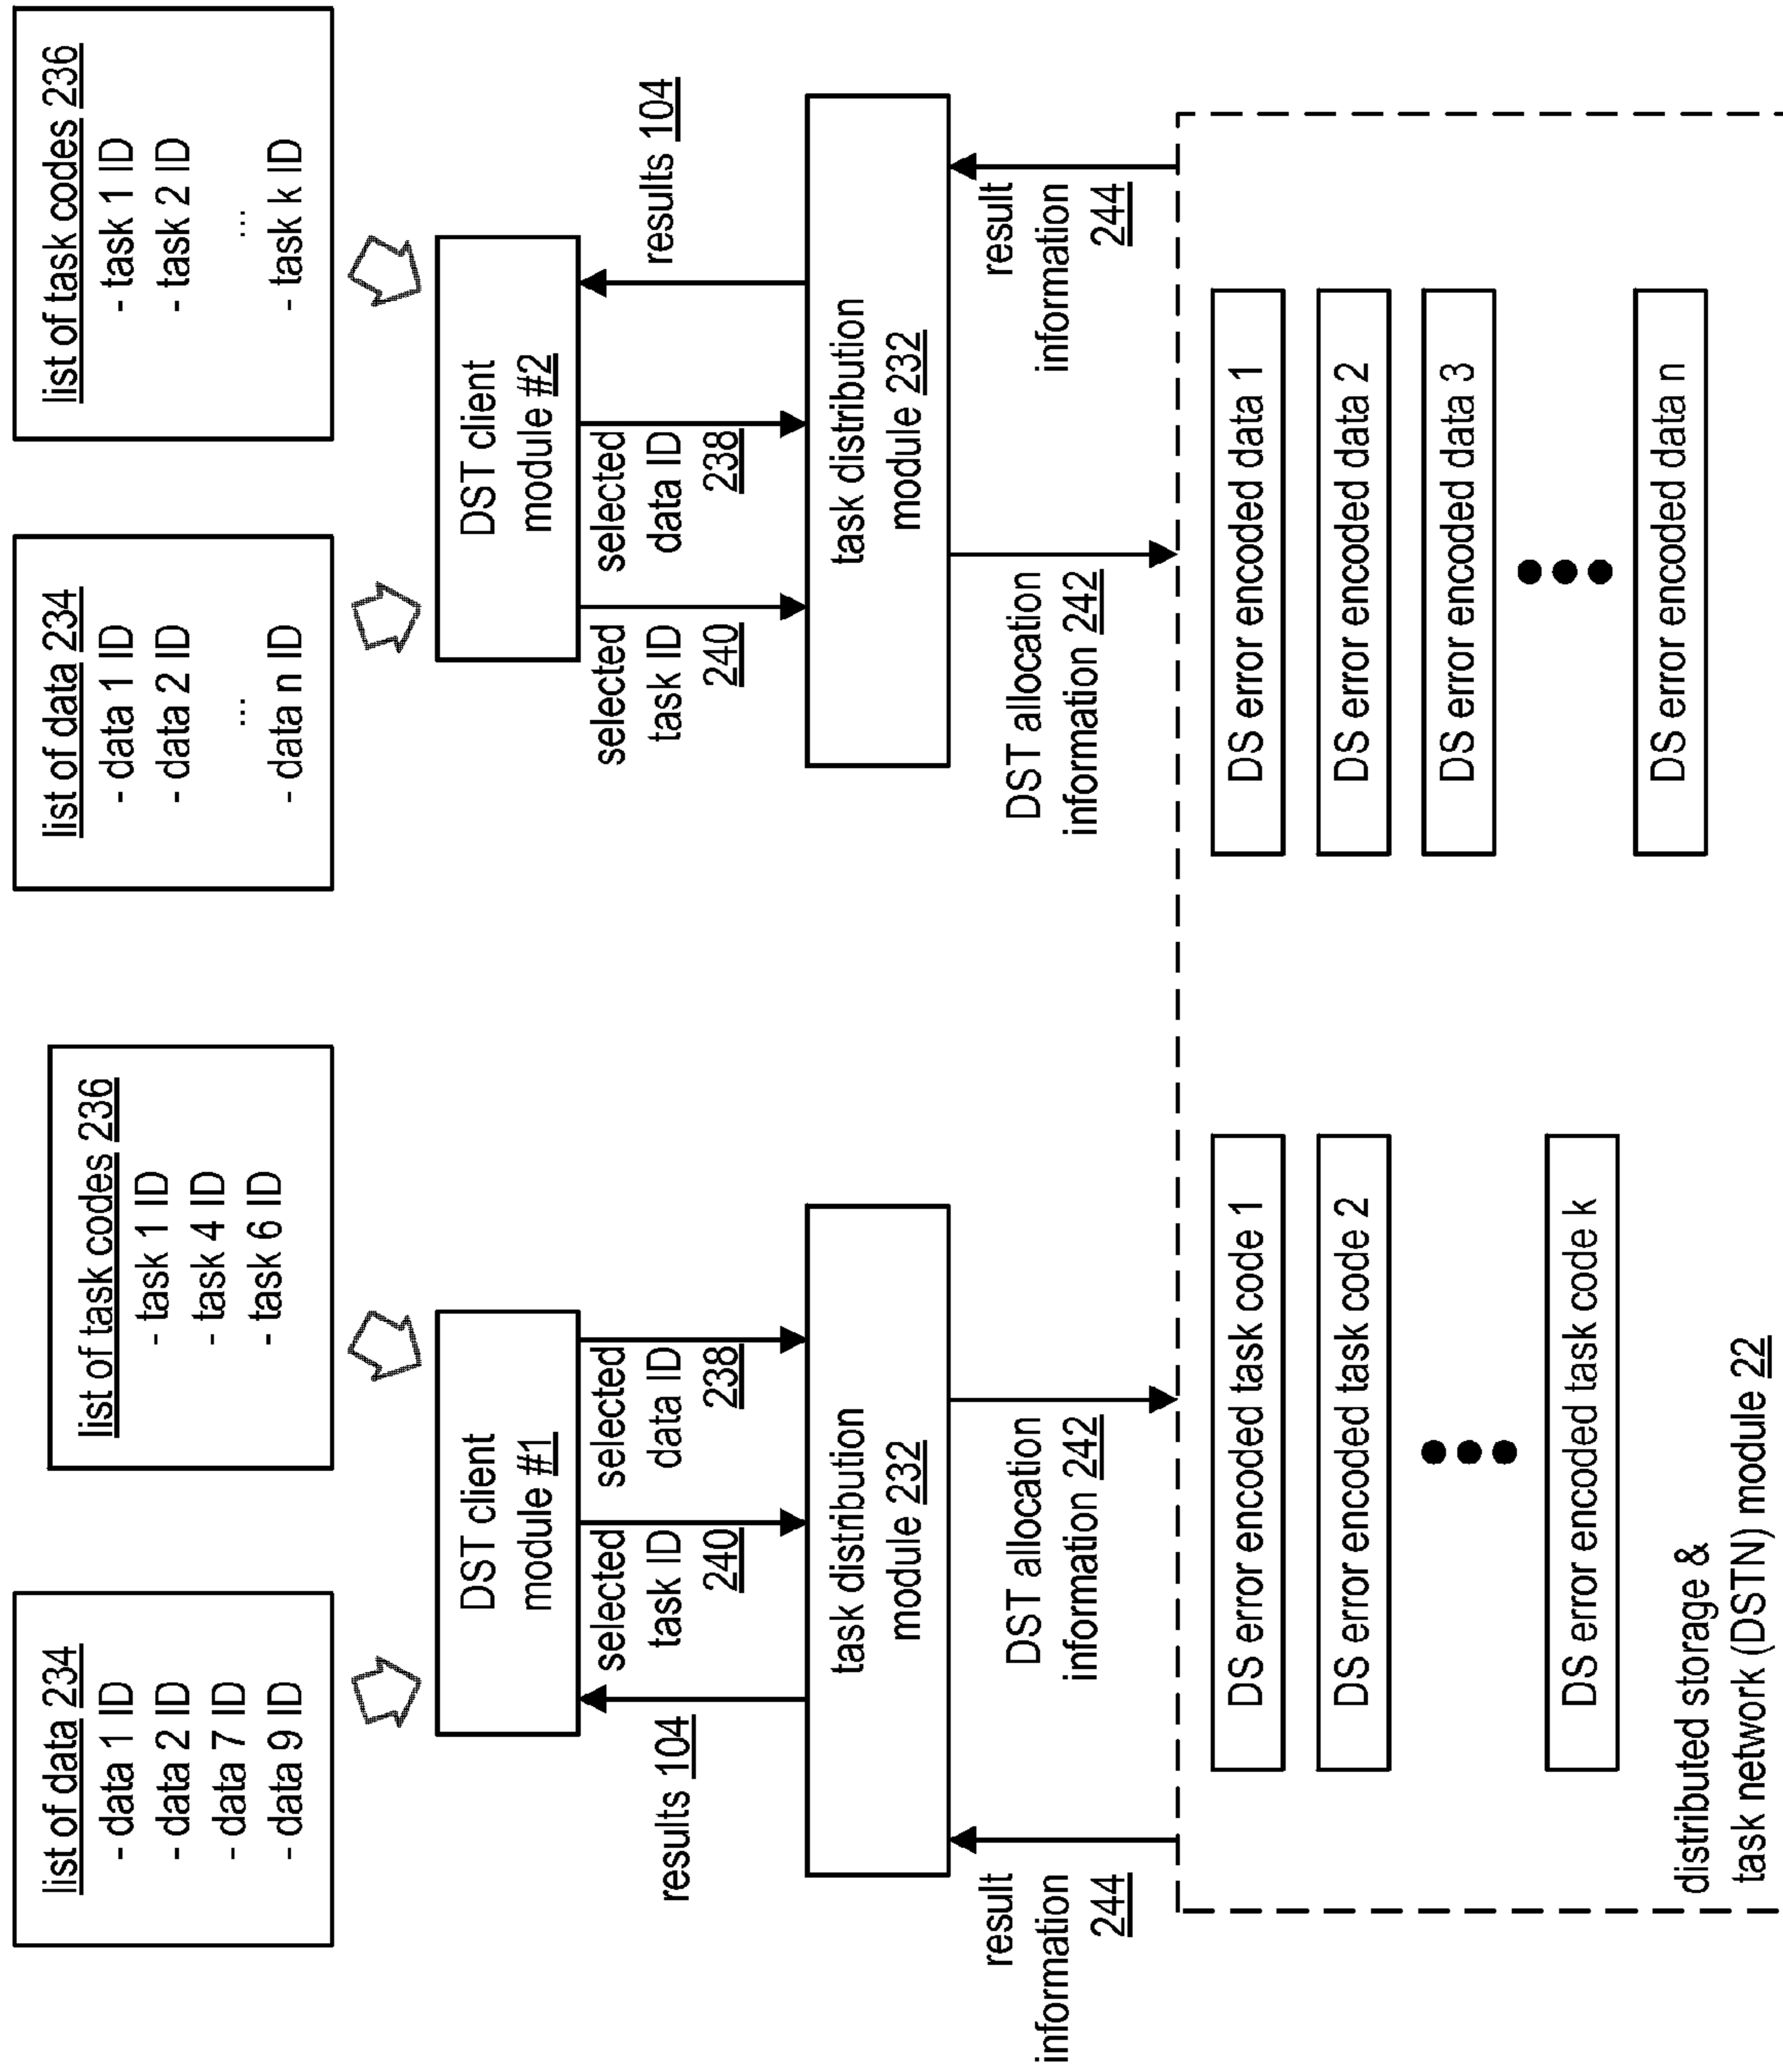 list of data 234
- data 1 ID
- data 2 ID
- data 7 ID
- data 9 ID
list of task codes 236
- task 1 ID
- task 4 ID
- task 6 ID
list of data 234
- data 1 ID
- data 2 ID
...
- data n ID
list of task codes 236
- task 1 ID
- task 2 ID
...
- task k ID
DST client
module #1
DST client
module #2
results 104
selected
task ID
240
selected
data ID
238
selected
task ID
240
selected
data ID
238
results 104
task distribution
module 232
task distribution
module 232
result
information
244
DST allocation
information 242
DST allocation
information 242
result
information
244
DS error encoded task code 1
DS error encoded task code 2
DS error encoded task code k
DS error encoded data 1
DS error encoded data 2
DS error encoded data 3
DS error encoded data n
distributed storage &
task network (DSTN) module 22